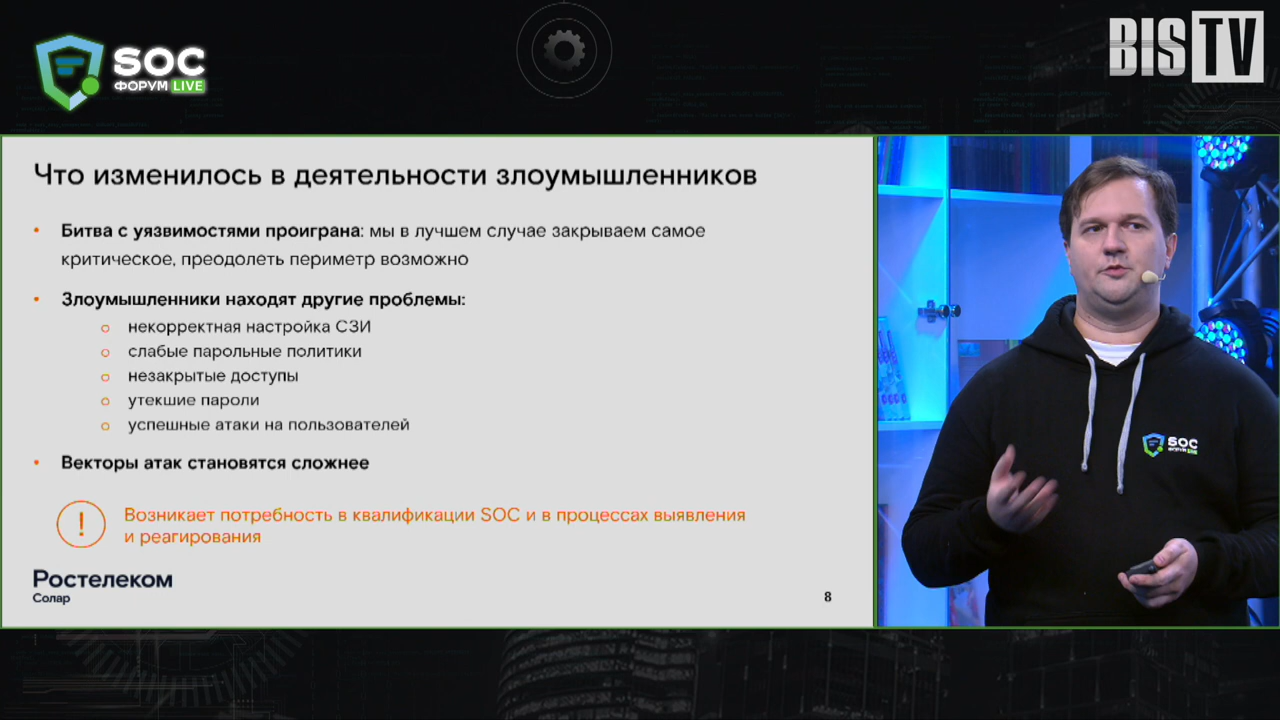 SOC
ФОРУМ LIVE
BIS TV
Что изменилось в деятельности злоумышленников
• Битва с уязвимостями проиграна: мы в лучшем случае закрываем самое
критическое, преодолеть периметр возможно
• Злоумышленники находят другие проблемы:
○ некорректная настройка СЗИ
○ слабые парольные политики
○ незакрытые доступы
○ утекшие пароли
○ успешные атаки на пользователей
• Векторы атак становятся сложнее
! Возникает потребность в квалификации SOC и в процессах выявления
и реагирования
Ростелеком
Солар
8
SOC
ФОРУМ LIVE